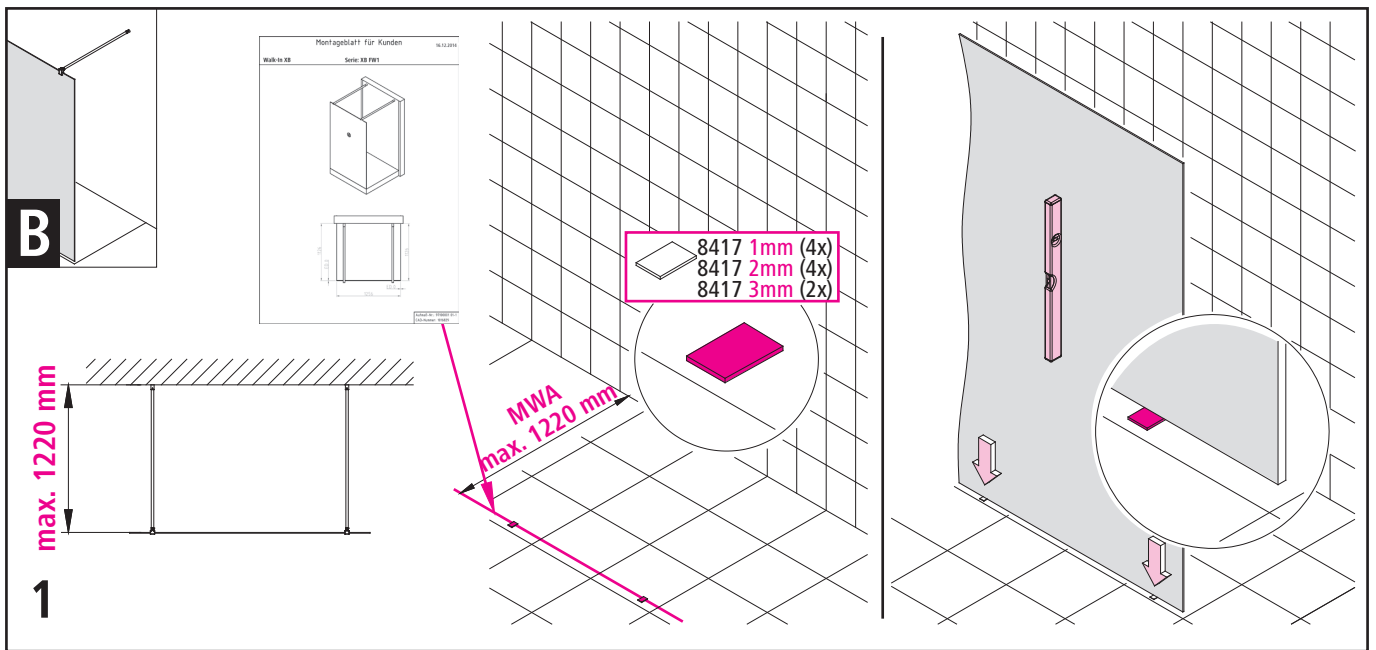 B
Montageblatt für Kunden
16.12.2014
Walk-In XB
Serie: XB FW1
8417 1mm (4x)
8417 2mm (4x)
8417 3mm (2x)
MWA
max. 1220 mm
max. 1220 mm
1